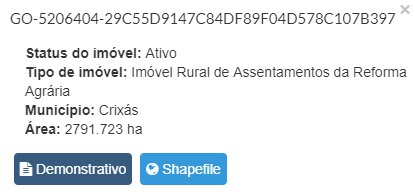 GO-5206404-29C55D9147C84DF89F04D578C107B397
×
Status do imóvel: Ativo
Tipo de imóvel: Imóvel Rural de Assentamentos da Reforma
Agrária
Município: Crixás
Área: 2791.723 ha
Demonstrativo
Shapefile